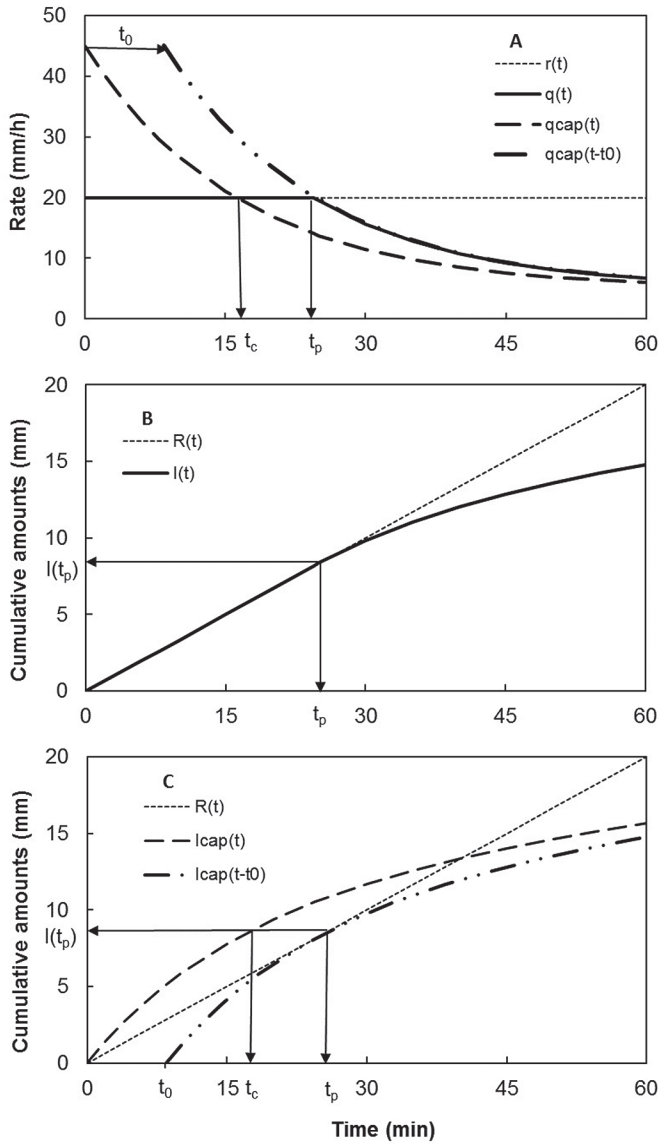 50
40
30
20
10
0
Rate (mm/h)
t0
A
r(t)
q(t)
qcap(t)
qcap(t-t0)
0 15 tc tp 30 45 60
20
15
10
I(tp)
5
0
Cumulative amounts (mm)
B
R(t)
I(t)
0 15 tp 30 45 60
20
15
10
I(tp)
5
0
Cumulative amounts (mm)
C
R(t)
Icap(t)
Icap(t-t0)
0 t0 15 tc tp 30 45 60
Time (min)